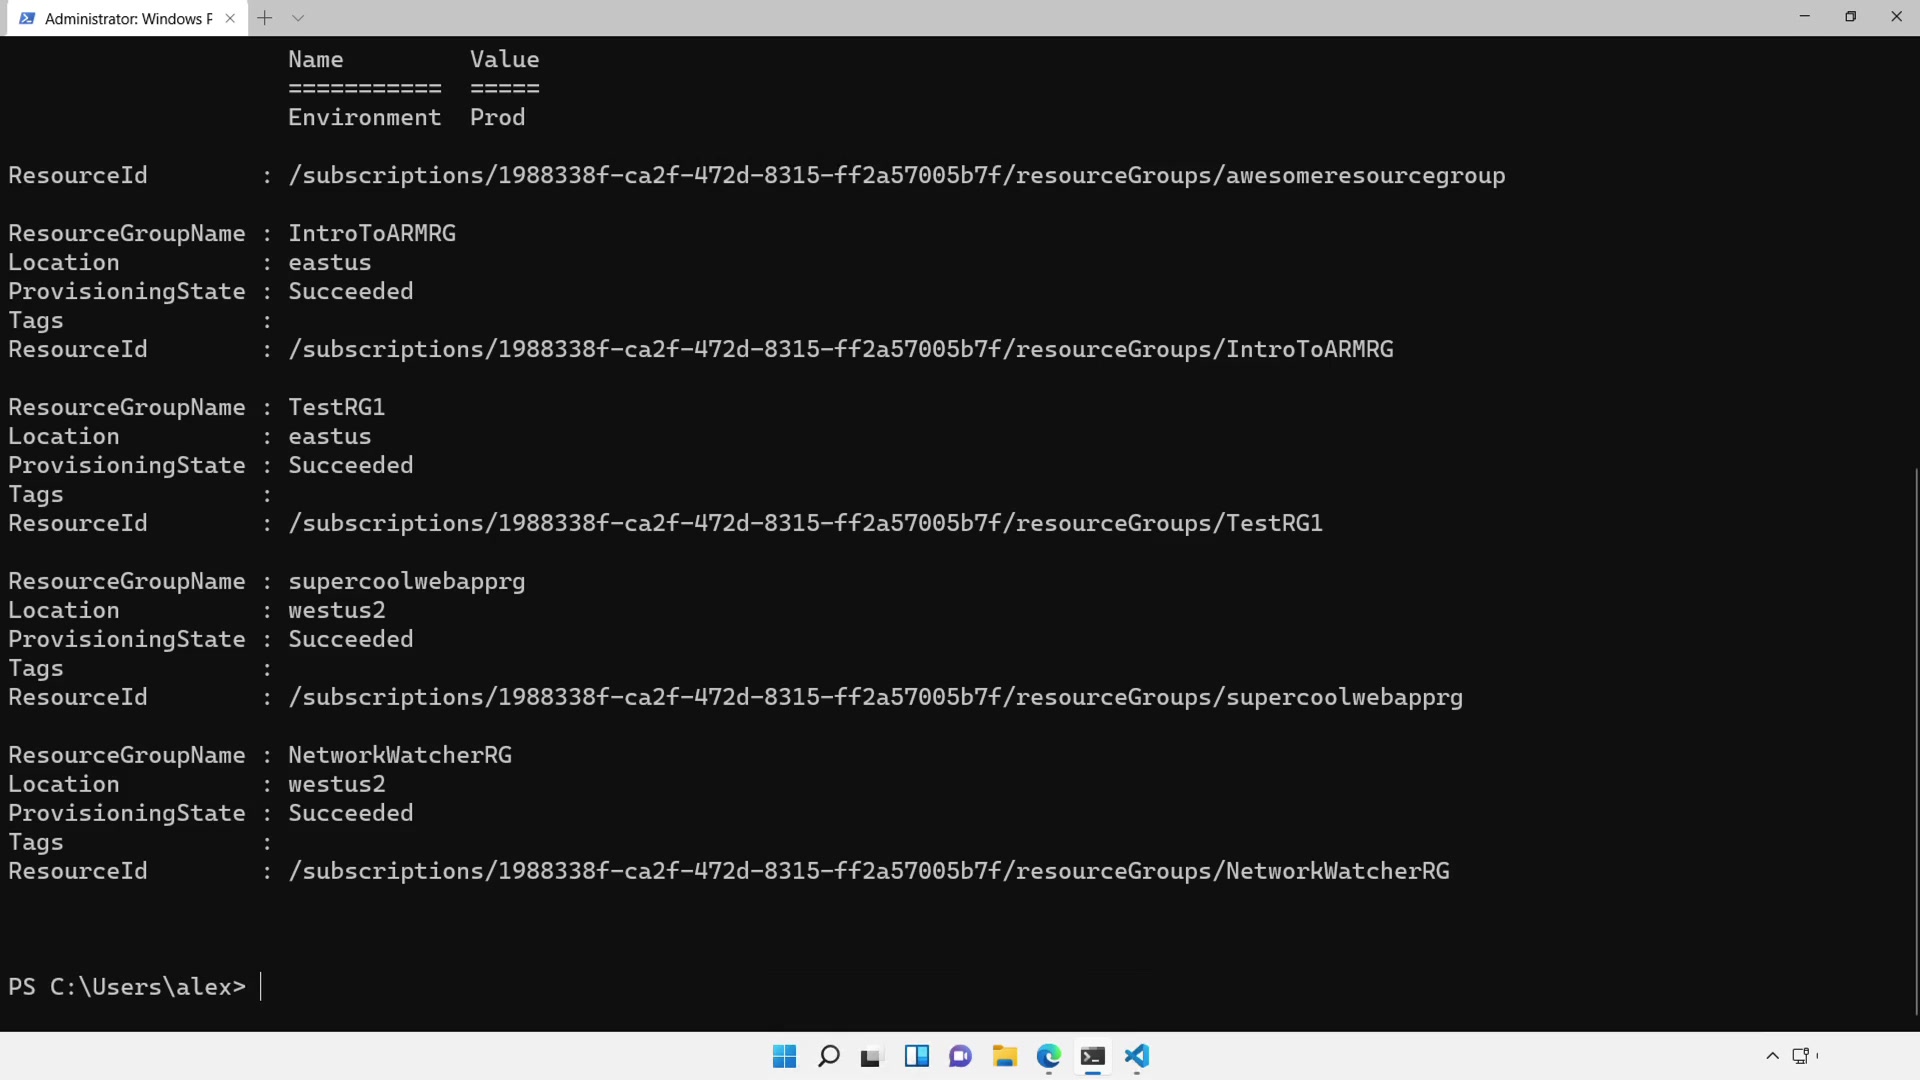 Administrator: Windows P
Name Value
=========== =====
Environment Prod
ResourceId : /subscriptions/1988338f-ca2f-472d-8315-ff2a57005b7f/resourceGroups/awesomeresourcegroup
ResourceGroupName : IntroToARMRG
Location : eastus
ProvisioningState : Succeeded
Tags :
ResourceId : /subscriptions/1988338f-ca2f-472d-8315-ff2a57005b7f/resourceGroups/IntroToARMRG
ResourceGroupName : TestRG1
Location : eastus
ProvisioningState : Succeeded
Tags :
ResourceId : /subscriptions/1988338f-ca2f-472d-8315-ff2a57005b7f/resourceGroups/TestRG1
ResourceGroupName : supercoolwebapprg
Location : westus2
ProvisioningState : Succeeded
Tags :
ResourceId : /subscriptions/1988338f-ca2f-472d-8315-ff2a57005b7f/resourceGroups/supercoolwebapprg
ResourceGroupName : NetworkWatcherRG
Location : westus2
ProvisioningState : Succeeded
Tags :
ResourceId : /subscriptions/1988338f-ca2f-472d-8315-ff2a57005b7f/resourceGroups/NetworkWatcherRG
PS C:\Users\alex>